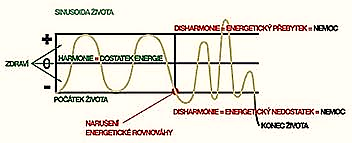 SINUSOIDA ŽIVOTA
DISHARMONIE = ENERGETICKÝ PŘEBYTEK = NEMOC
+
ZDRAVÍ
0
HARMONIE = DOSTATEK ENERGIE
-
POČÁTEK ŽIVOTA
DISHARMONIE = ENERGETICKÝ NEDOSTATEK = NEMOC
NARUŠENÍ
ENERGETICKÉ ROVNOVÁHY
KONEC ŽIVOTA